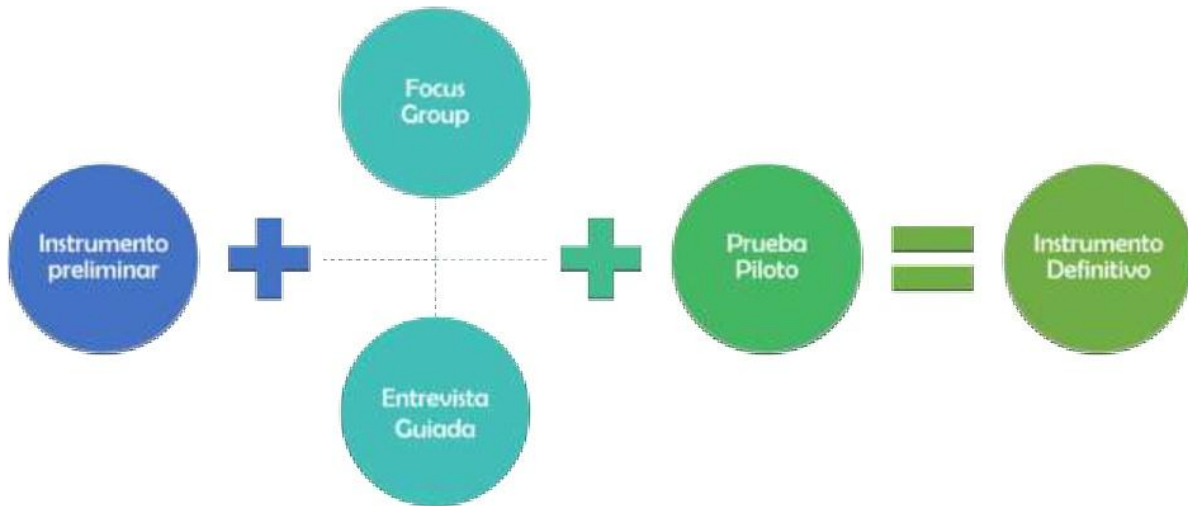 Focus
Group
Instrumento
preliminar
Prueba
Piloto
Instrumento
Definitivo
Entrevista
Guiada